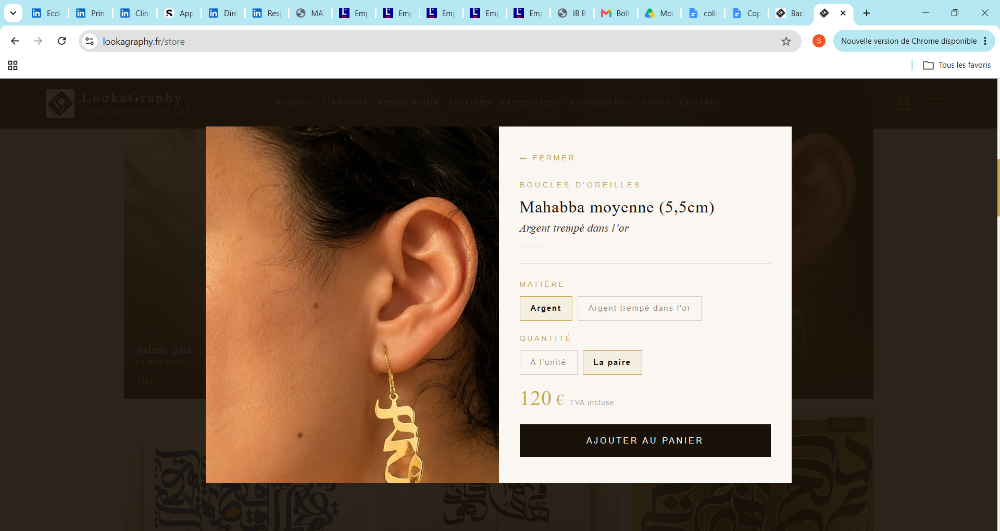 Ecol
Prin
Clin
App
Dire
Res
MA
Emp
Emp
Emp
Emp
Emp
IB B
Boît
Mo
coll
Cop
Bac
lookagraphy.fr/store
S
Nouvelle version de Chrome disponible
Tous les favoris
LookaGraphy
CALLIGRAPHIE ARABE
ACCUEIL L'ARTISTE ASSOCIATION ATELIERS EXPOSITIONS ÉVÉNEMENTS STORE CONTACT
← FERMER
BOUCLES D'OREILLES
Mahabba moyenne (5,5cm)
Argent trempé dans l’or
MATIÈRE
Argent
Argent trempé dans l'or
QUANTITÉ
À l'unité
La paire
120 € TVA incluse
AJOUTER AU PANIER
Salam- paix
PENDENTIF
70 €
DISPO